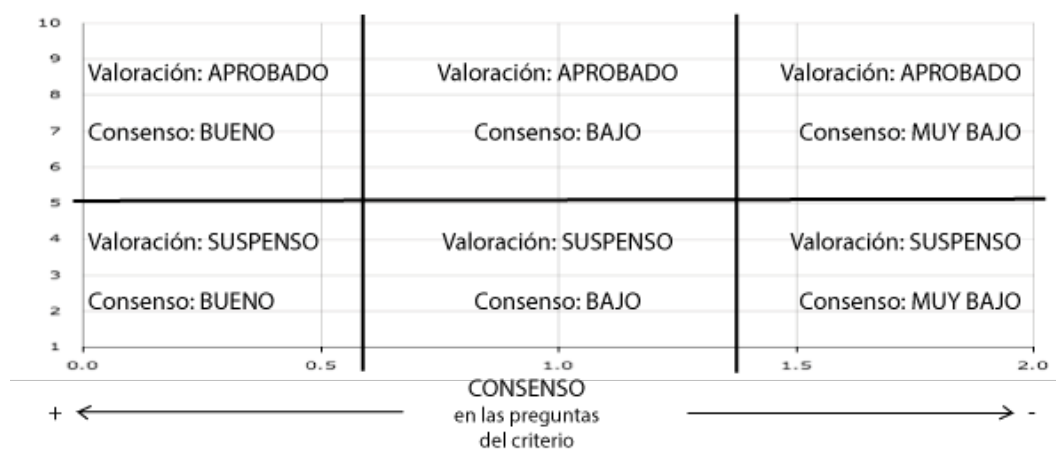 10
9
Valoración: APROBADO Valoración: APROBADO Valoración: APROBADO
8
7
Consenso: BUENO Consenso: BAJO Consenso: MUY BAJO
6
5
4
Valoración: SUSPENSO Valoración: SUSPENSO Valoración: SUSPENSO
3
2
Consenso: BUENO Consenso: BAJO Consenso: MUY BAJO
1
0.0 0.5 1.0 1.5 2.0
CONSENSO
+ en las preguntas -
del criterio